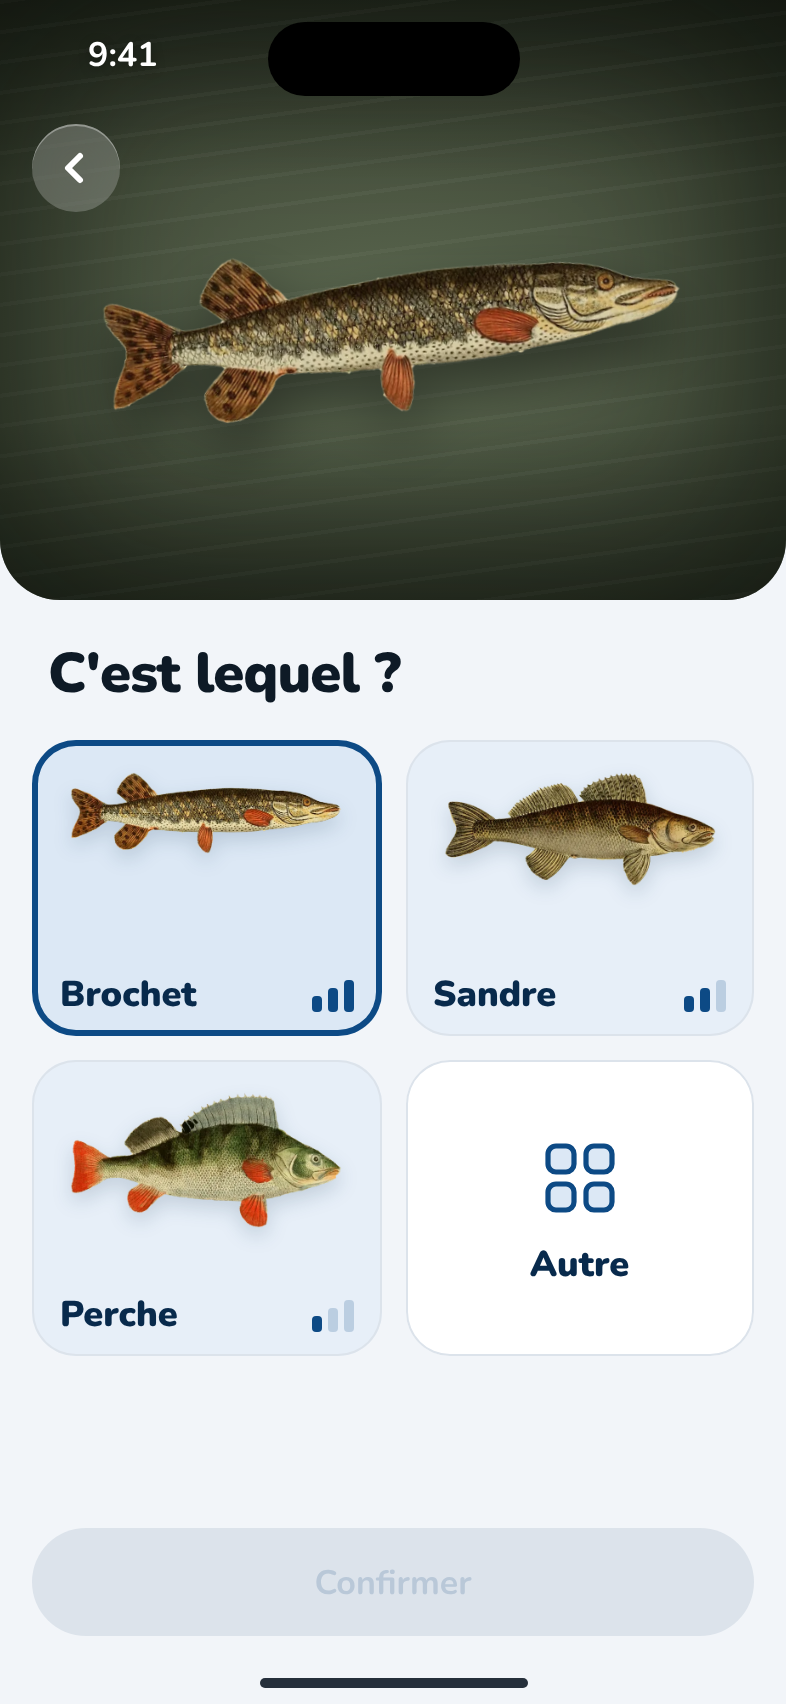 9:41
C'est lequel ?
Brochet
Sandre
Perche
Autre
Confirmer